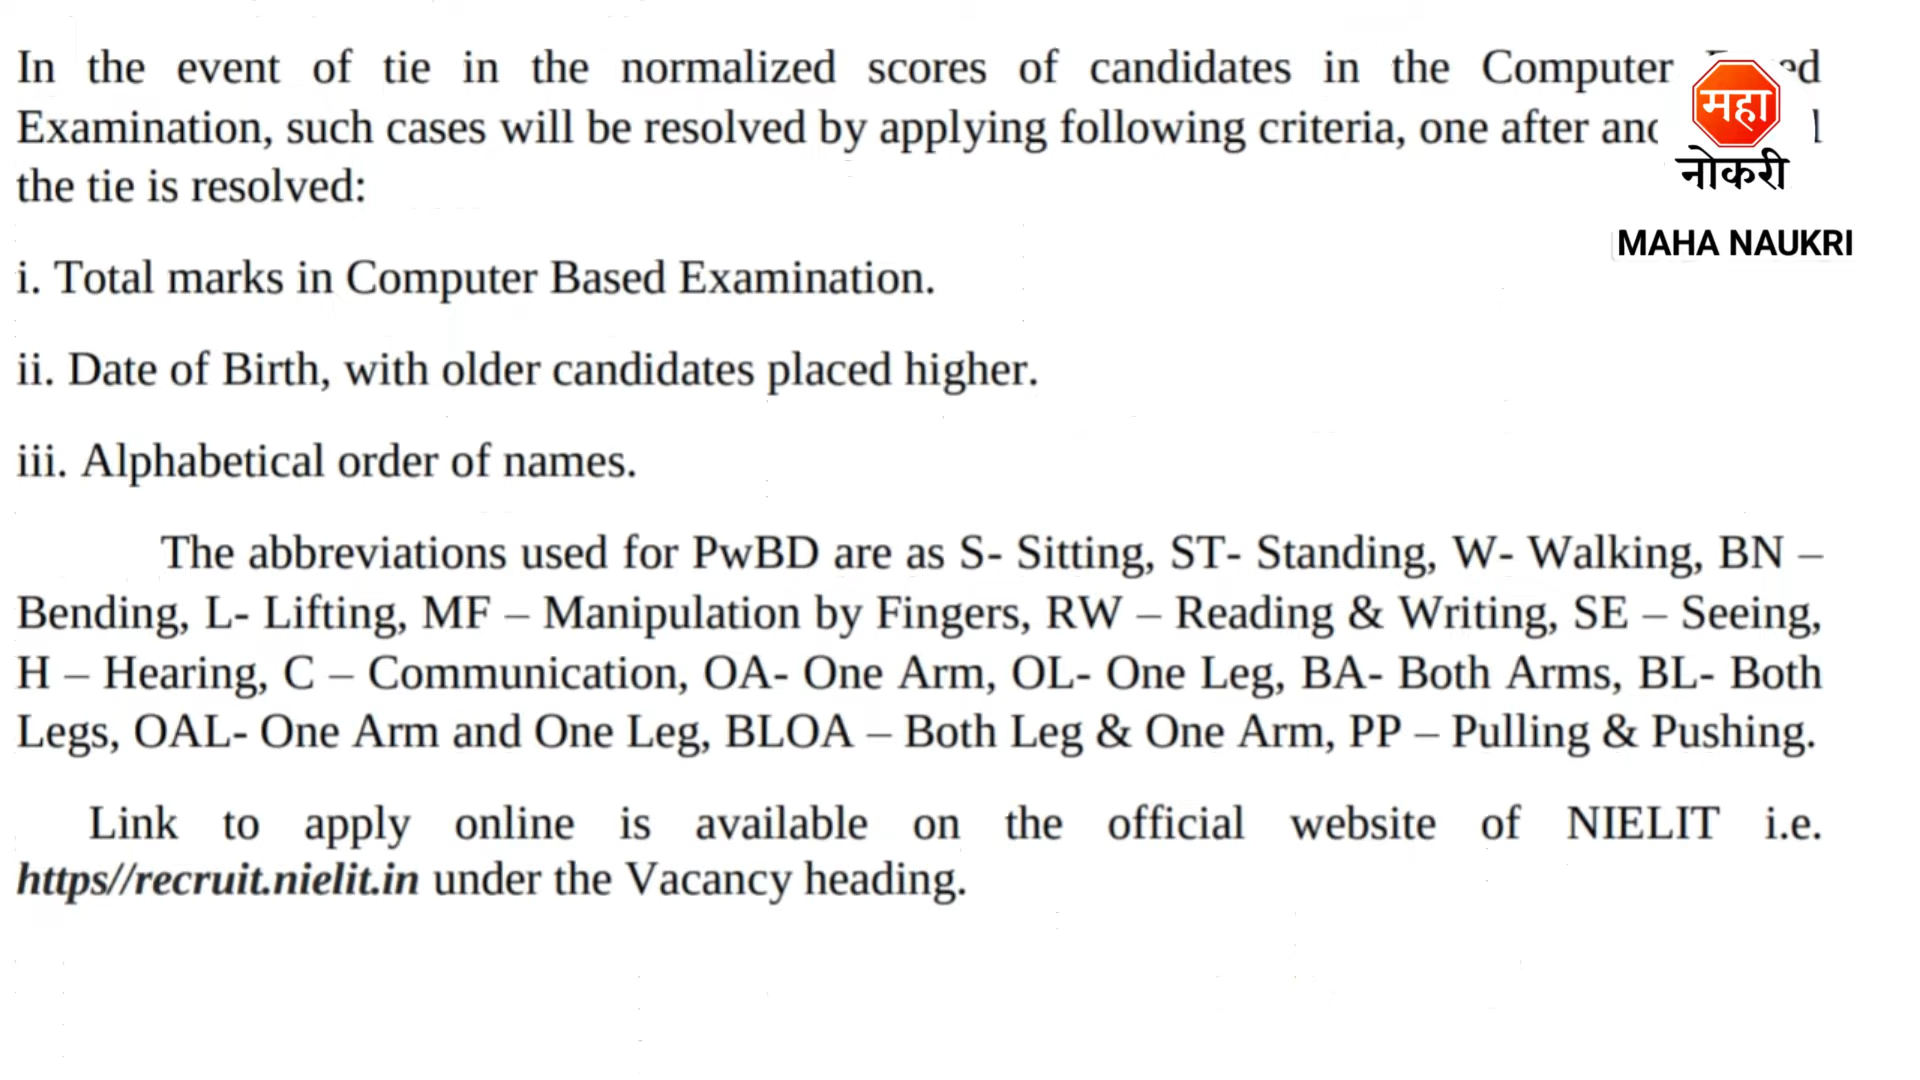 In the event of tie in the normalized scores of candidates in the Computer
Examination, such cases will be resolved by applying following criteria, one after
the tie is resolved:
i. Total marks in Computer Based Examination.
ii. Date of Birth, with older candidates placed higher.
iii. Alphabetical order of names.
The abbreviations used for PwBD are as S- Sitting, ST- Standing, W- Walking, BN –
Bending, L- Lifting, MF – Manipulation by Fingers, RW – Reading & Writing, SE – Seeing,
H – Hearing, C – Communication, OA- One Arm, OL- One Leg, BA- Both Arms, BL- Both
Legs, OAL- One Arm and One Leg, BLOA – Both Leg & One Arm, PP – Pulling & Pushing.
Link to apply online is available on the official website of NIELIT i.e.
https//recruit.nielit.in under the Vacancy heading.
महा
नोकरी
MAHA NAUKRI